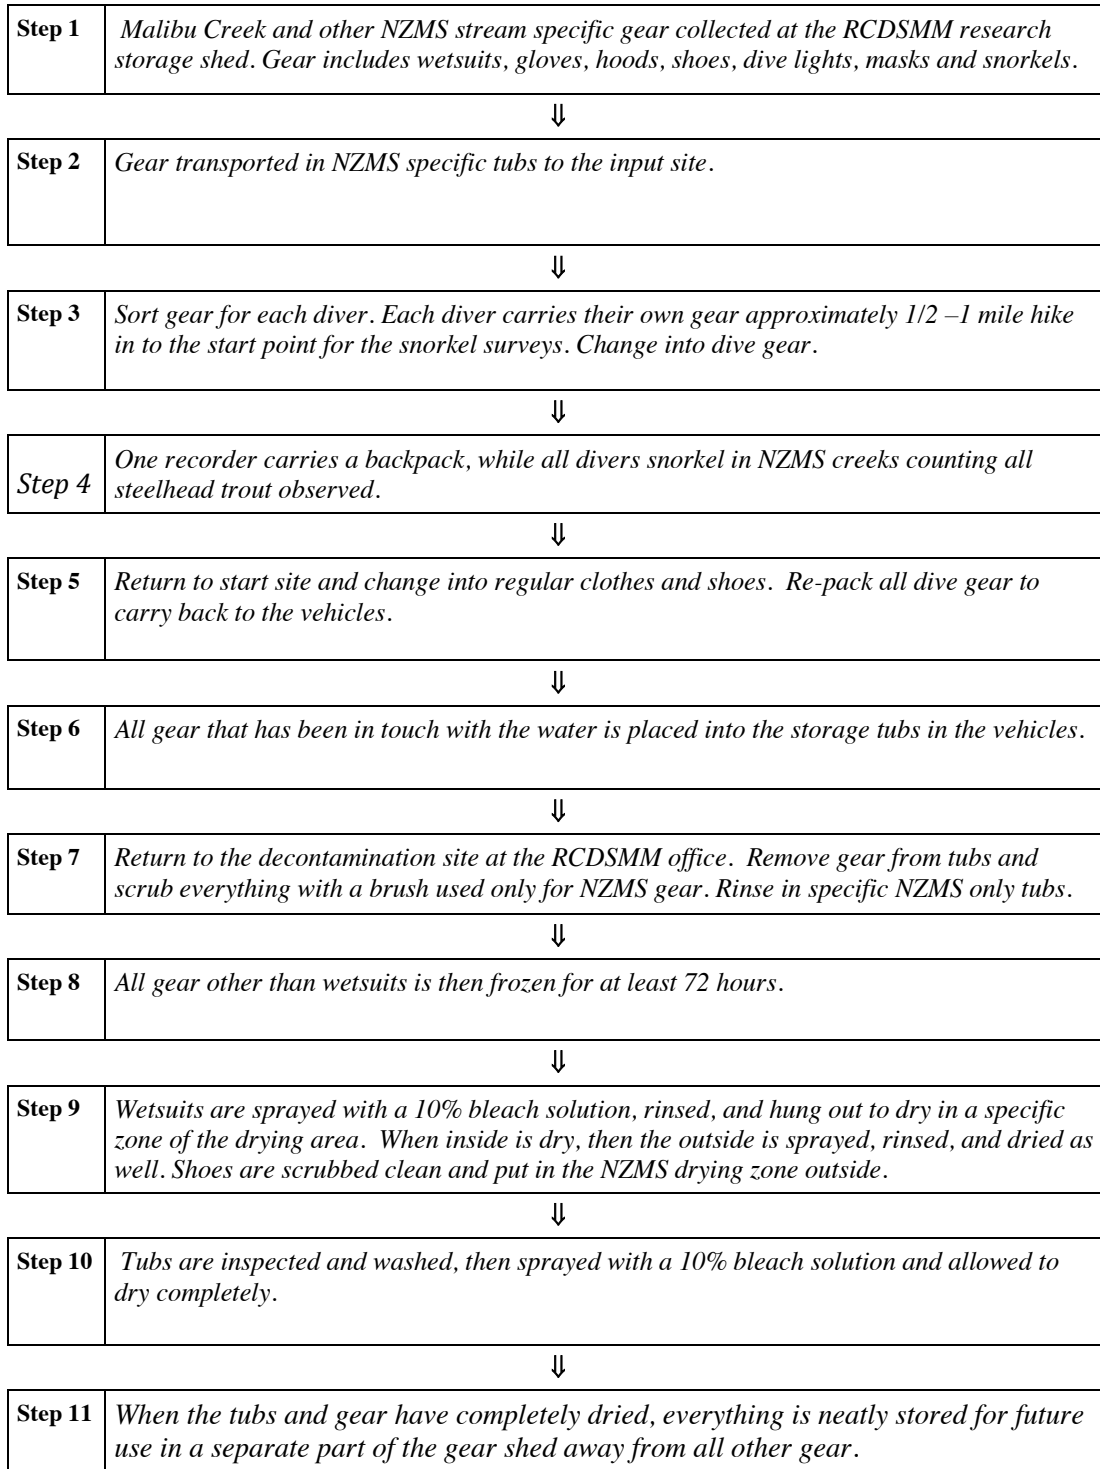 Step 1 Malibu Creek and other NZMS stream specific gear collected at the RCDSMM research
storage shed. Gear includes wetsuits, gloves, hoods, shoes, dive lights, masks and snorkels.
⇓
Step 2 Gear transported in NZMS specific tubs to the input site.
⇓
Step 3 Sort gear for each diver. Each diver carries their own gear approximately 1/2 –1 mile hike
in to the start point for the snorkel surveys. Change into dive gear.
⇓
Step 4 One recorder carries a backpack, while all divers snorkel in NZMS creeks counting all
steelhead trout observed.
⇓
Step 5 Return to start site and change into regular clothes and shoes. Re-pack all dive gear to
carry back to the vehicles.
⇓
Step 6 All gear that has been in touch with the water is placed into the storage tubs in the vehicles.
⇓
Step 7 Return to the decontamination site at the RCDSMM office. Remove gear from tubs and
scrub everything with a brush used only for NZMS gear. Rinse in specific NZMS only tubs.
⇓
Step 8 All gear other than wetsuits is then frozen for at least 72 hours.
⇓
Step 9 Wetsuits are sprayed with a 10% bleach solution, rinsed, and hung out to dry in a specific
zone of the drying area. When inside is dry, then the outside is sprayed, rinsed, and dried as
well. Shoes are scrubbed clean and put in the NZMS drying zone outside.
⇓
Step 10 Tubs are inspected and washed, then sprayed with a 10% bleach solution and allowed to
dry completely.
⇓
Step 11 When the tubs and gear have completely dried, everything is neatly stored for future
use in a separate part of the gear shed away from all other gear.